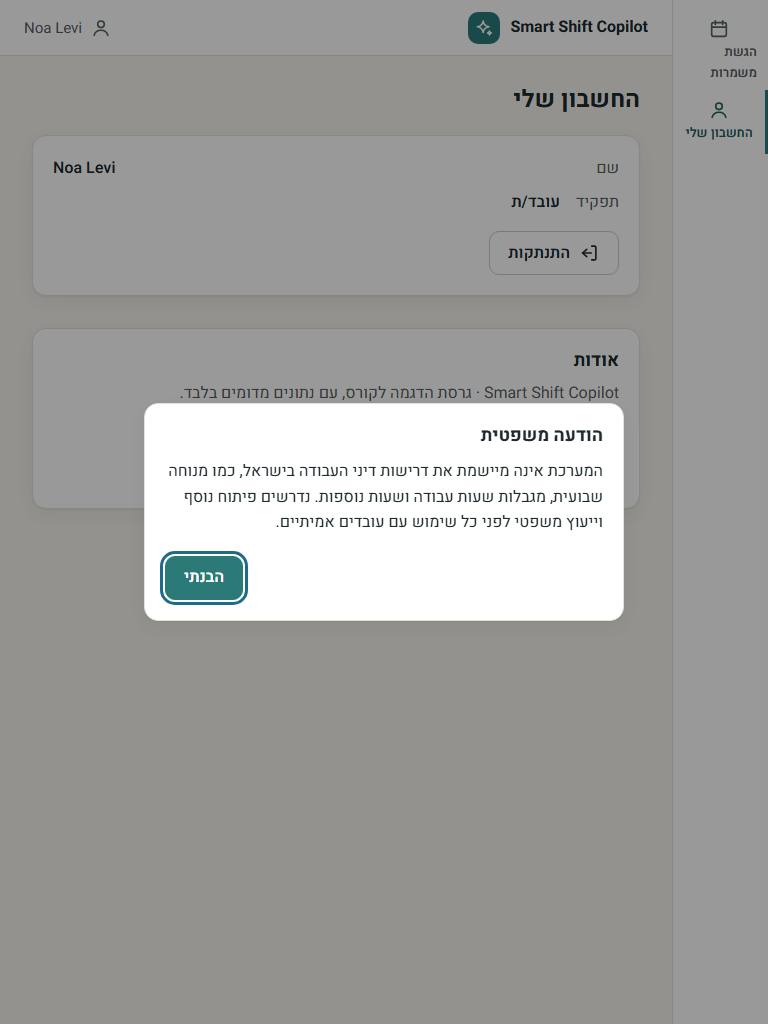 Smart Shift Copilot
Noa Levi
הגשת
משמרות
החשבון שלי
החשבון שלי
שם
Noa Levi
תפקיד עובד/ת
התנתקות
אודות
Smart Shift Copilot · גרסת הדגמה לקורס, עם נתונים מדומים בלבד.
הודעה משפטית
המערכת אינה מיישמת את דרישות דיני העבודה בישראל, כמו מנוחה
שבועית, מגבלות שעות עבודה ושעות נוספות. נדרשים פיתוח נוסף
וייעוץ משפטי לפני כל שימוש עם עובדים אמיתיים.
הבנתי